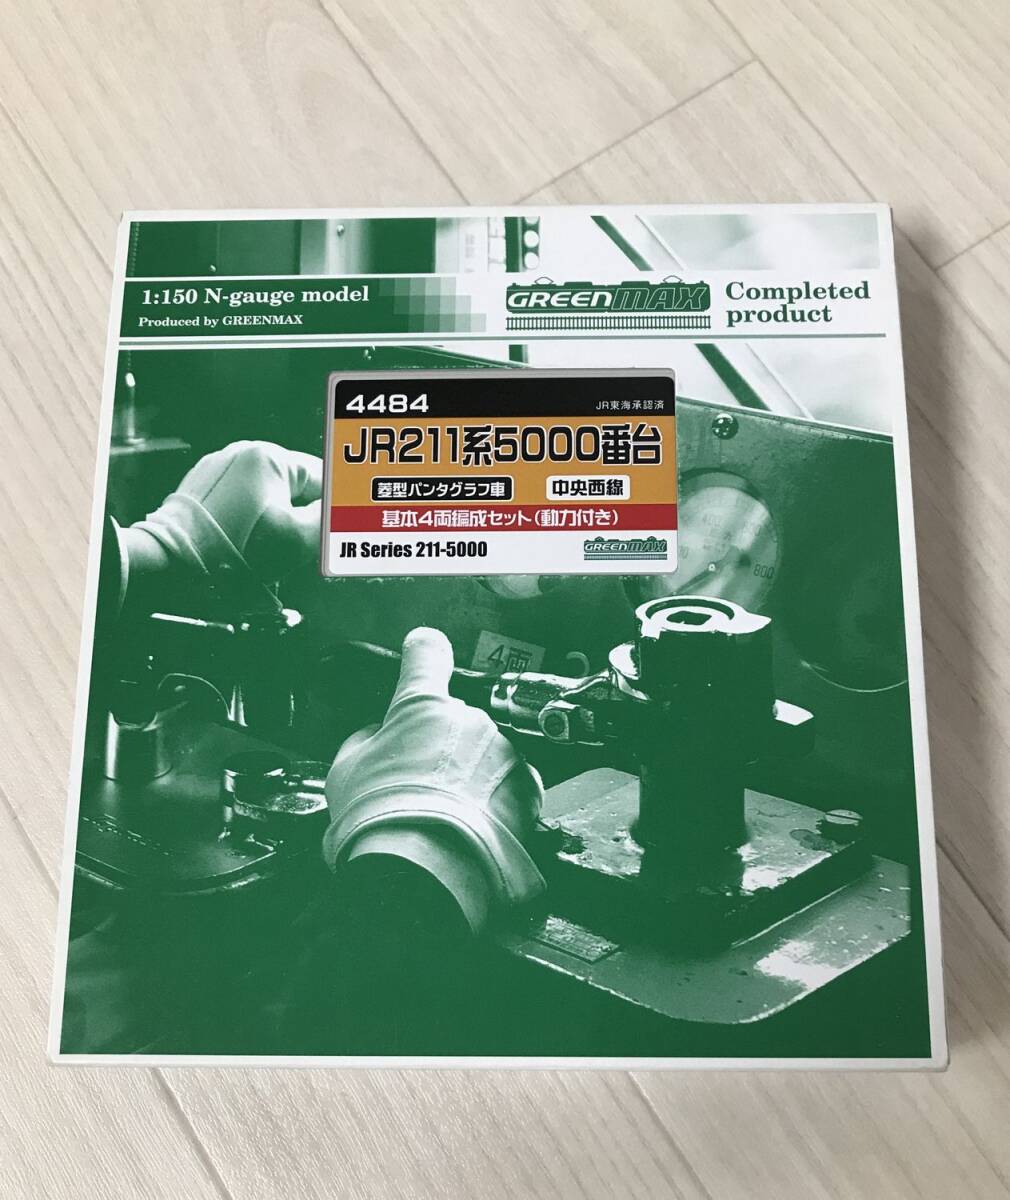 1:150 N-gauge model
Produced by GREENMAX
GREENMAX
Completed
product
4484
JR東海承認済
JR211系5000番台
菱型パンタグラフ車
中央西線
基本4両編成セット(動力付き)
JR Series 211-5000
GREENMAX
4両
800